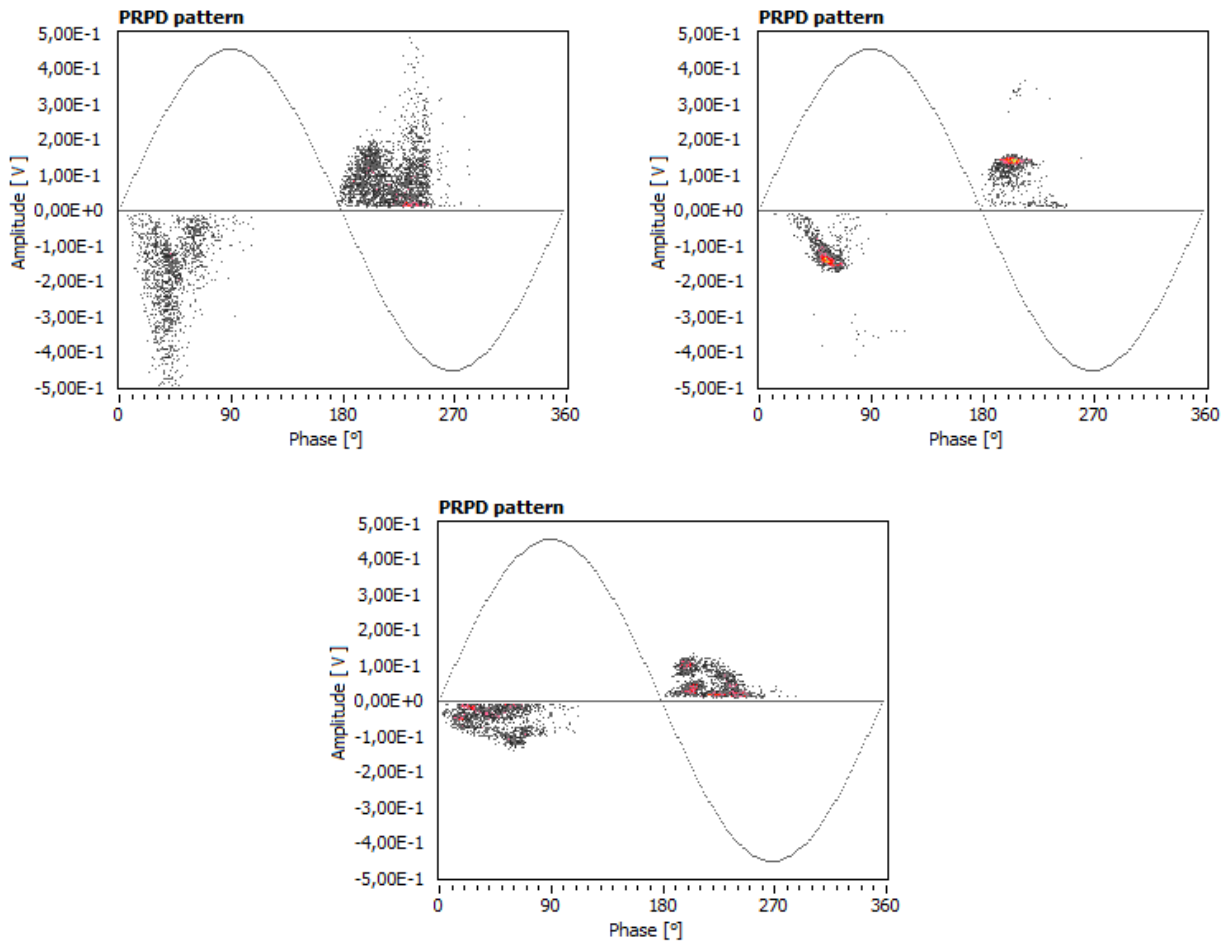 PRPD pattern
5,00E-1
4,00E-1
3,00E-1
2,00E-1
1,00E-1
0,00E+0
-1,00E-1
-2,00E-1
-3,00E-1
-4,00E-1
-5,00E-1
Amplitude [ V ]
0 90 180 270 360
Phase [º]
PRPD pattern
5,00E-1
4,00E-1
3,00E-1
2,00E-1
1,00E-1
0,00E+0
-1,00E-1
-2,00E-1
-3,00E-1
-4,00E-1
-5,00E-1
Amplitude [ V ]
0 90 180 270 360
Phase [º]
PRPD pattern
5,00E-1
4,00E-1
3,00E-1
2,00E-1
1,00E-1
0,00E+0
-1,00E-1
-2,00E-1
-3,00E-1
-4,00E-1
-5,00E-1
Amplitude [ V ]
0 90 180 270 360
Phase [º]